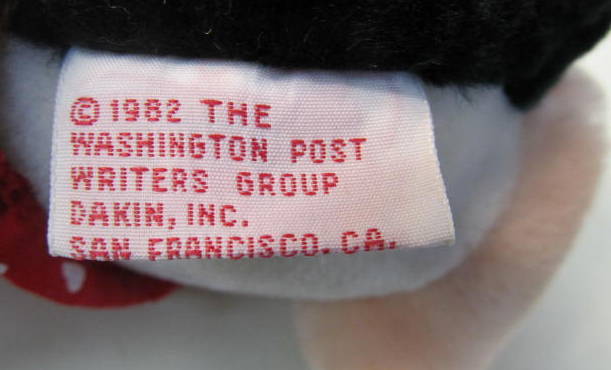 ©1982 THE
WASHINGTON POST
WRITERS GROUP
DAKIN, INC.
SAN FRANCISCO. CA.